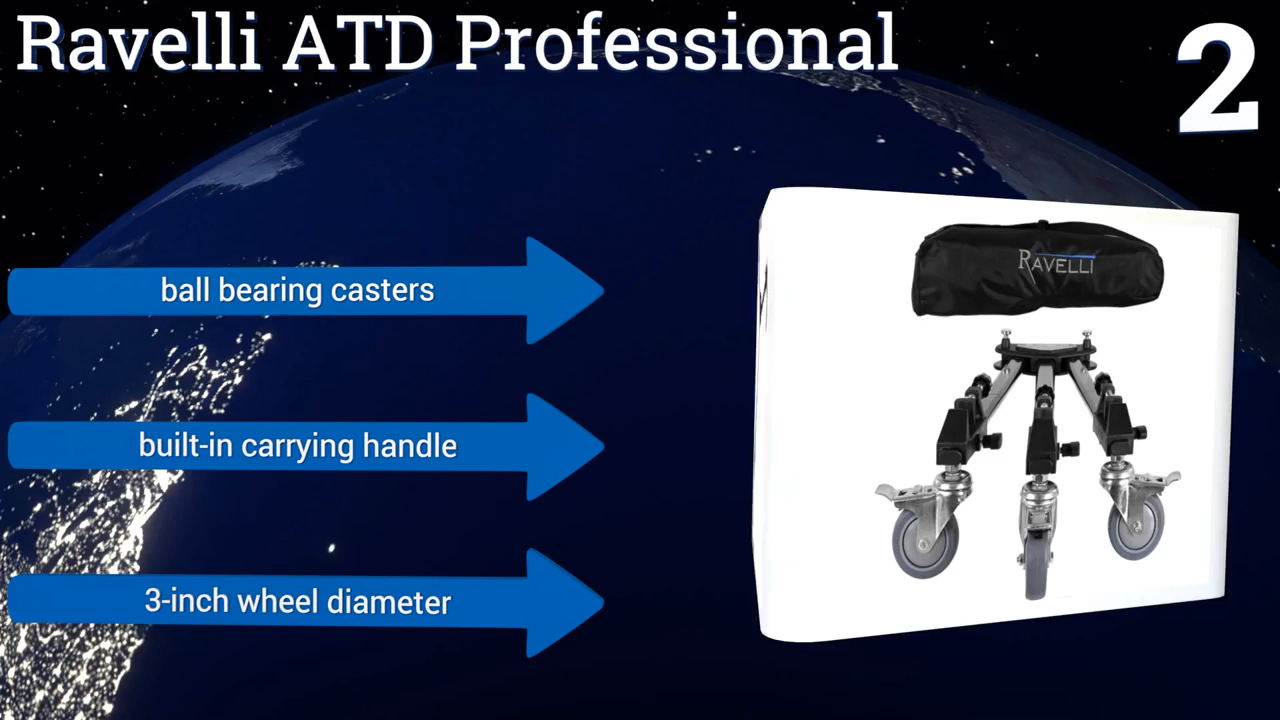 Ravelli ATD Professional
2
RAVELLI
ball bearing casters
built-in carrying handle
3-inch wheel diameter